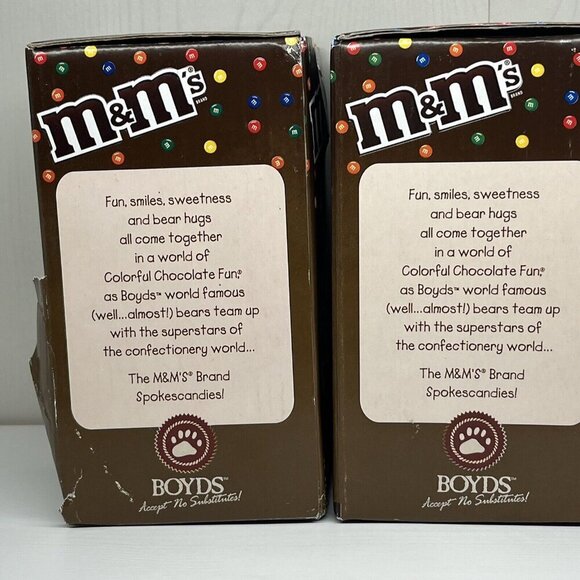 m&m's
BRAND
Fun, smiles, sweetness
and bear hugs
all come together
in a world of
Colorful Chocolate Fun,®
as Boyds™ world famous
(well...almost!) bears team up
with the superstars of
the confectionery world...
The M&M'S® Brand
Spokescandies!
BOYDS™
Accept No Substitutes!
m&m's
BRAND
Fun, smiles, sweetness
and bear hugs
all come together
in a world of
Colorful Chocolate Fun,®
as Boyds™ world famous
(well...almost!) bears team up
with the superstars of
the confectionery world...
The M&M'S® Brand
Spokescandies!
BOYDS™
Accept No Substitutes!